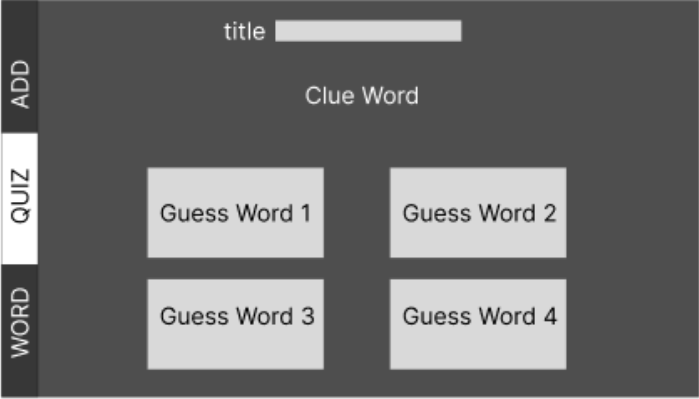 title
Clue Word
ADD
QUIZ
WORD
Guess Word 1
Guess Word 2
Guess Word 3
Guess Word 4